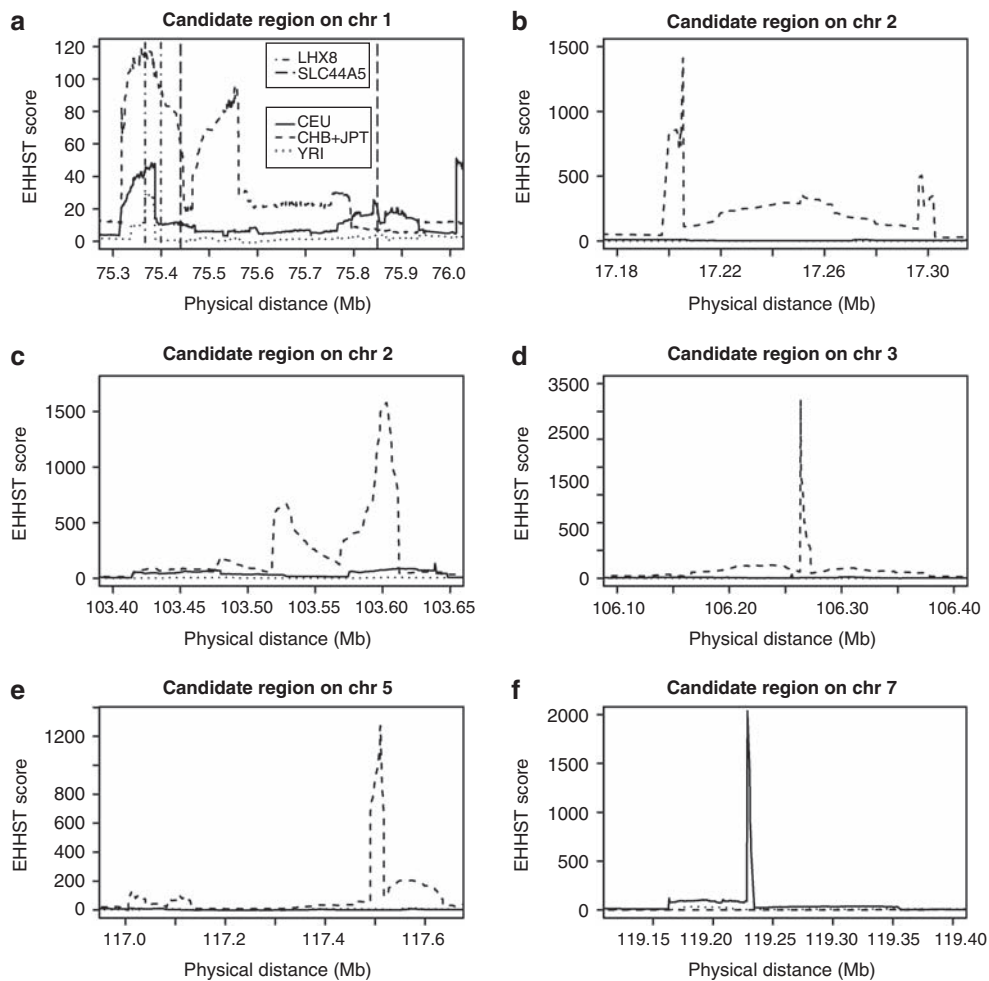 a
Candidate region on chr 1
EHHST score
120
100
80
60
40
20
0
LHX8
SLC44A5
CEU
CHB+JPT
YRI
75.3 75.4 75.5 75.6 75.7 75.8 75.9 76.0
Physical distance (Mb)
b
Candidate region on chr 2
EHHST score
1500
1000
500
0
17.18 17.22 17.26 17.30
Physical distance (Mb)
c
Candidate region on chr 2
EHHST score
1500
1000
500
0
103.40 103.45 103.50 103.55 103.60 103.65
Physical distance (Mb)
d
Candidate region on chr 3
EHHST score
3500
2500
1500
500
0
106.10 106.20 106.30 106.40
Physical distance (Mb)
e
Candidate region on chr 5
EHHST score
1200
800
600
400
200
0
117.0 117.2 117.4 117.6
Physical distance (Mb)
f
Candidate region on chr 7
EHHST score
2000
1500
1000
500
0
119.15 119.20 119.25 119.30 119.35 119.40
Physical distance (Mb)